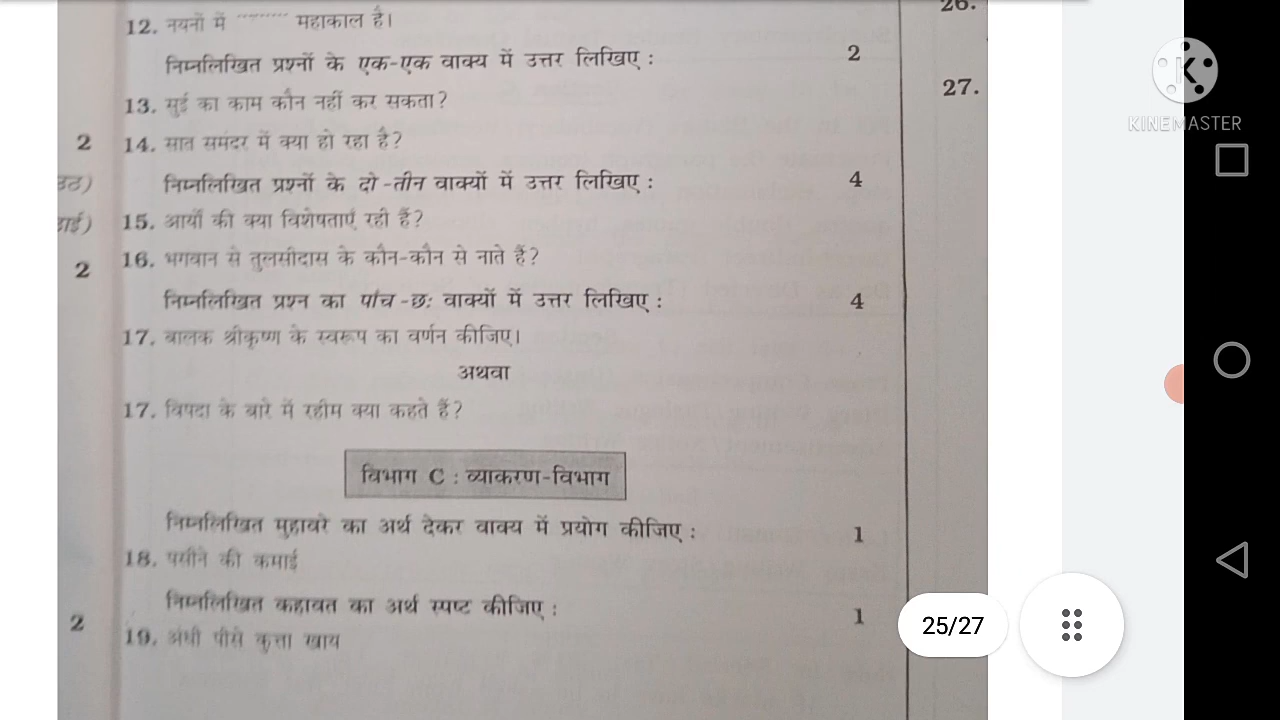 12. नयनों में ......... महाकाल है।
निम्नलिखित प्रश्नों के एक-एक वाक्य में उत्तर लिखिए : 2
13. सुई का काम कौन नहीं कर सकता?
2 14. सात समंदर में क्या हो रहा है?
निम्नलिखित प्रश्नों के दो-तीन वाक्यों में उत्तर लिखिए : 4
15. आर्यों की क्या विशेषताएँ रही हैं?
2 16. भगवान से तुलसीदास के कौन-कौन से नाते हैं?
निम्नलिखित प्रश्न का पाँच-छः वाक्यों में उत्तर लिखिए : 4
17. बालक श्रीकृष्ण के स्वरूप का वर्णन कीजिए।
अथवा
17. विपदा के बारे में रहीम क्या कहते हैं?
विभाग C : व्याकरण-विभाग
निम्नलिखित मुहावरे का अर्थ देकर वाक्य में प्रयोग कीजिए : 1
18. पसीने की कमाई
निम्नलिखित कहावत का अर्थ स्पष्ट कीजिए : 1
2 19. अंधी पीसे कुत्ता खाय
26.
27.
KINEMASTER
25/27